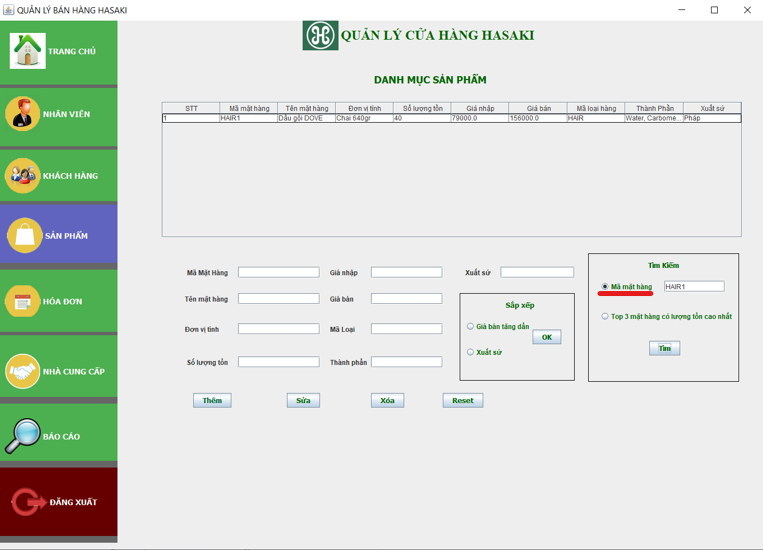 QUẢN LÝ BÁN HÀNG HASAKI
TRANG CHỦ
NHÂN VIÊN
KHÁCH HÀNG
SẢN PHẨM
HÓA ĐƠN
NHÀ CUNG CẤP
BÁO CÁO
ĐĂNG XUẤT
QUẢN LÝ CỬA HÀNG HASAKI
DANH MỤC SẢN PHẨM
STT Mã mặt hàng Tên mặt hàng Đơn vị tính Số lượng tồn Giá nhập Giá bán Mã loại hàng Thành Phần Xuất sứ
1 HAIR1 Dầu gội DOVE Chai 640gr 40 79000.0 156000.0 HAIR Water, Carbome... Pháp
Mã Mặt Hàng Giá nhập Xuất sứ
Tên mặt hàng Giá bán
Đơn vị tính Mã Loại
Số lượng tồn Thành phần
Sắp xếp
Giá bán tăng dần
OK
Xuất sứ
Tìm Kiếm
Mã mặt hàng HAIR1
Top 3 mặt hàng có lượng tồn cao nhất
Tìm
Thêm Sửa Xóa Reset